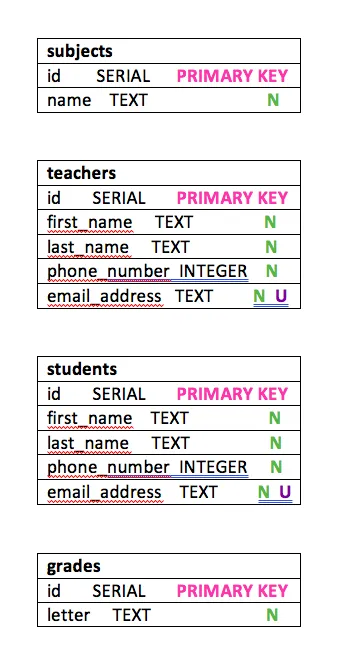 subjects
id SERIAL PRIMARY KEY
name TEXT N
teachers
id SERIAL PRIMARY KEY
first_name TEXT N
last_name TEXT N
phone_number INTEGER N
email_address TEXT N U
students
id SERIAL PRIMARY KEY
first_name TEXT N
last_name TEXT N
phone_number INTEGER N
email_address TEXT N U
grades
id SERIAL PRIMARY KEY
letter TEXT N